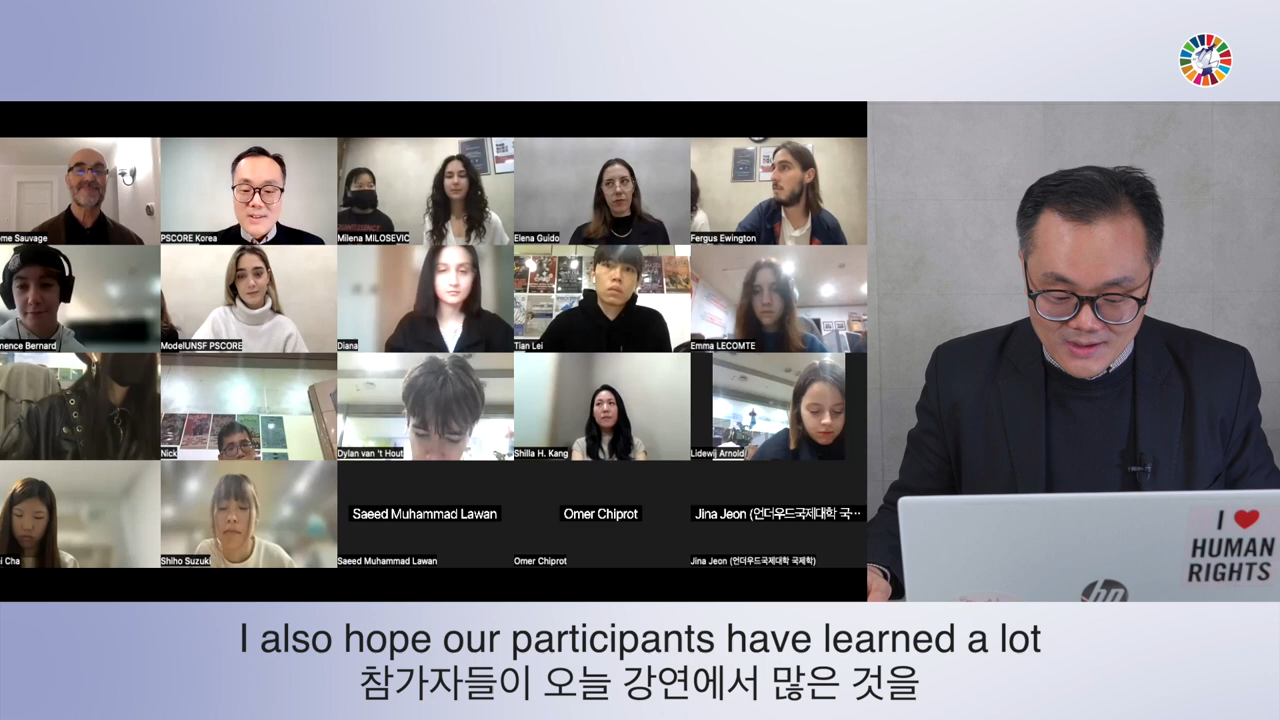 ome Sauvage
PSCORE Korea
Milena MILOSEVIC
Elena Guido
Fergus Ewington
mence Bernard
ModelUNSF PSCORE
Diana
Tian Lei
Emma LECOMTE
Nick
Dylan van 't Hout
Shilla H. Kang
Lidewij Arnold
Saeed Muhammad Lawan
Omer Chiprot
Jina Jeon (언더우드국제대학 국…
i Cha
Shiho Suzuki
Saeed Muhammad Lawan
Omer Chiprot
Jina Jeon (언더우드국제대학 국제학)
I ❤ HUMAN RIGHTS
hp
I also hope our participants have learned a lot
참가자들이 오늘 강연에서 많은 것을